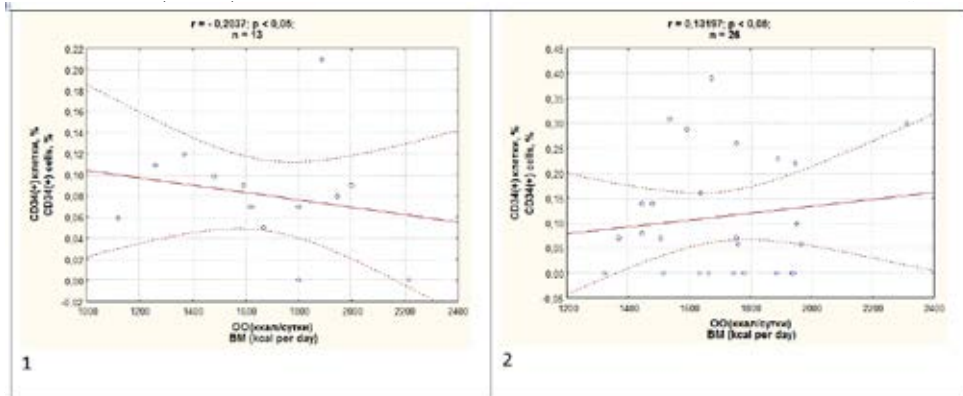 r = - 0,2037; p < 0,05;
n = 13
CD34(+) клетки, %
CD34(+) cells, %
0,22
0,20
0,18
0,16
0,14
0,12
0,10
0,08
0,06
0,04
0,02
0,00
-0,02
1000 1200 1400 1600 1800 2000 2200 2400
ОО(ккал/сутки)
BM (kcal per day)
1
r = 0,13197; p < 0,05;
n = 26
CD34(+) клетки, %
CD34(+) cells, %
0,45
0,40
0,35
0,30
0,25
0,20
0,15
0,10
0,05
0,00
-0,05
1200 1400 1600 1800 2000 2200 2400
ОО(ккал/сутки)
BM (kcal per day)
2